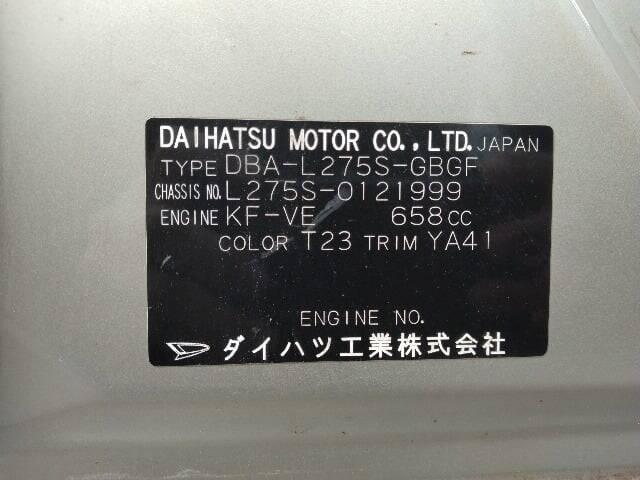 DAIHATSU MOTOR CO., LTD. JAPAN
TYPE DBA-L275S-GBGF
CHASSIS NO. L275S-0121999
ENGINE KF-VE 658CC
COLOR T23 TRIM YA41
ENGINE NO.
ダイハツ工業株式会社